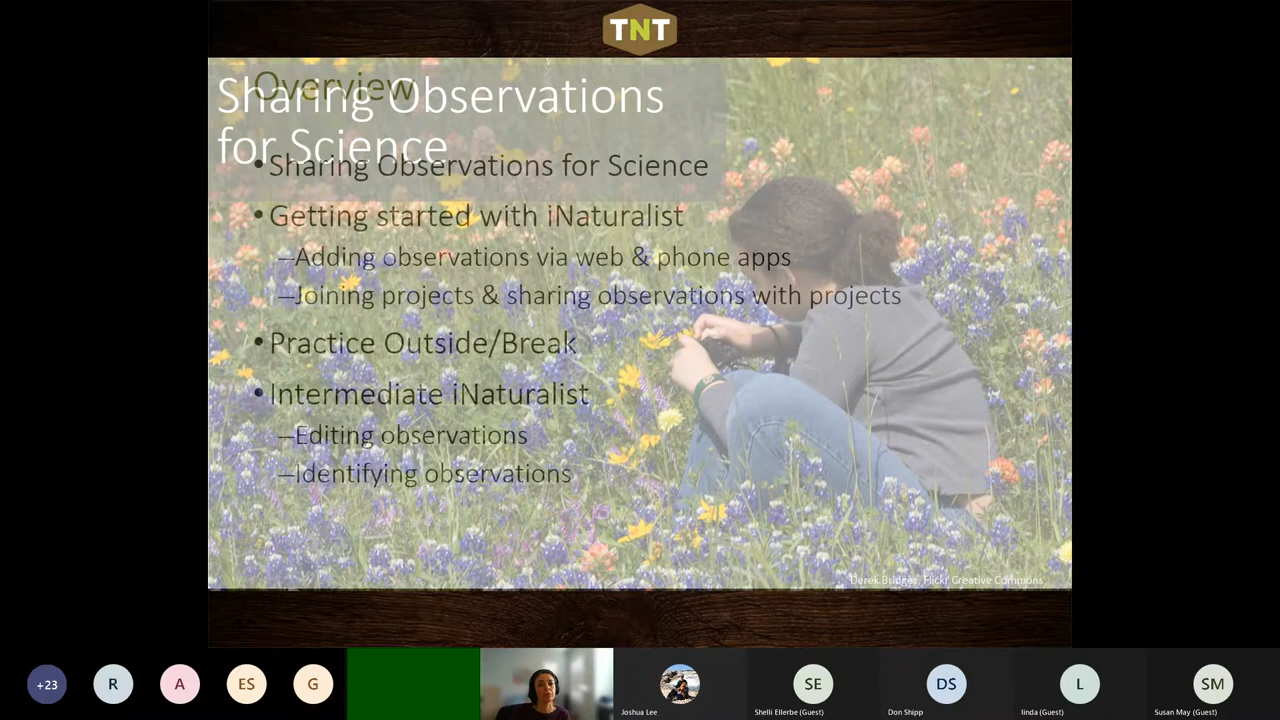 TNT
Overview
Sharing Observations
for Science
• Sharing Observations for Science
• Getting started with iNaturalist
–Adding observations via web & phone apps
–Joining projects & sharing observations with projects
• Practice Outside/Break
• Intermediate iNaturalist
–Editing observations
–Identifying observations
Derek Bridges, Flickr Creative Commons
+23
R
A
ES
G
SE
DS
L
SM
Joshua Lee
Shelli Ellerbe (Guest)
Don Shipp
linda (Guest)
Susan May (Guest)